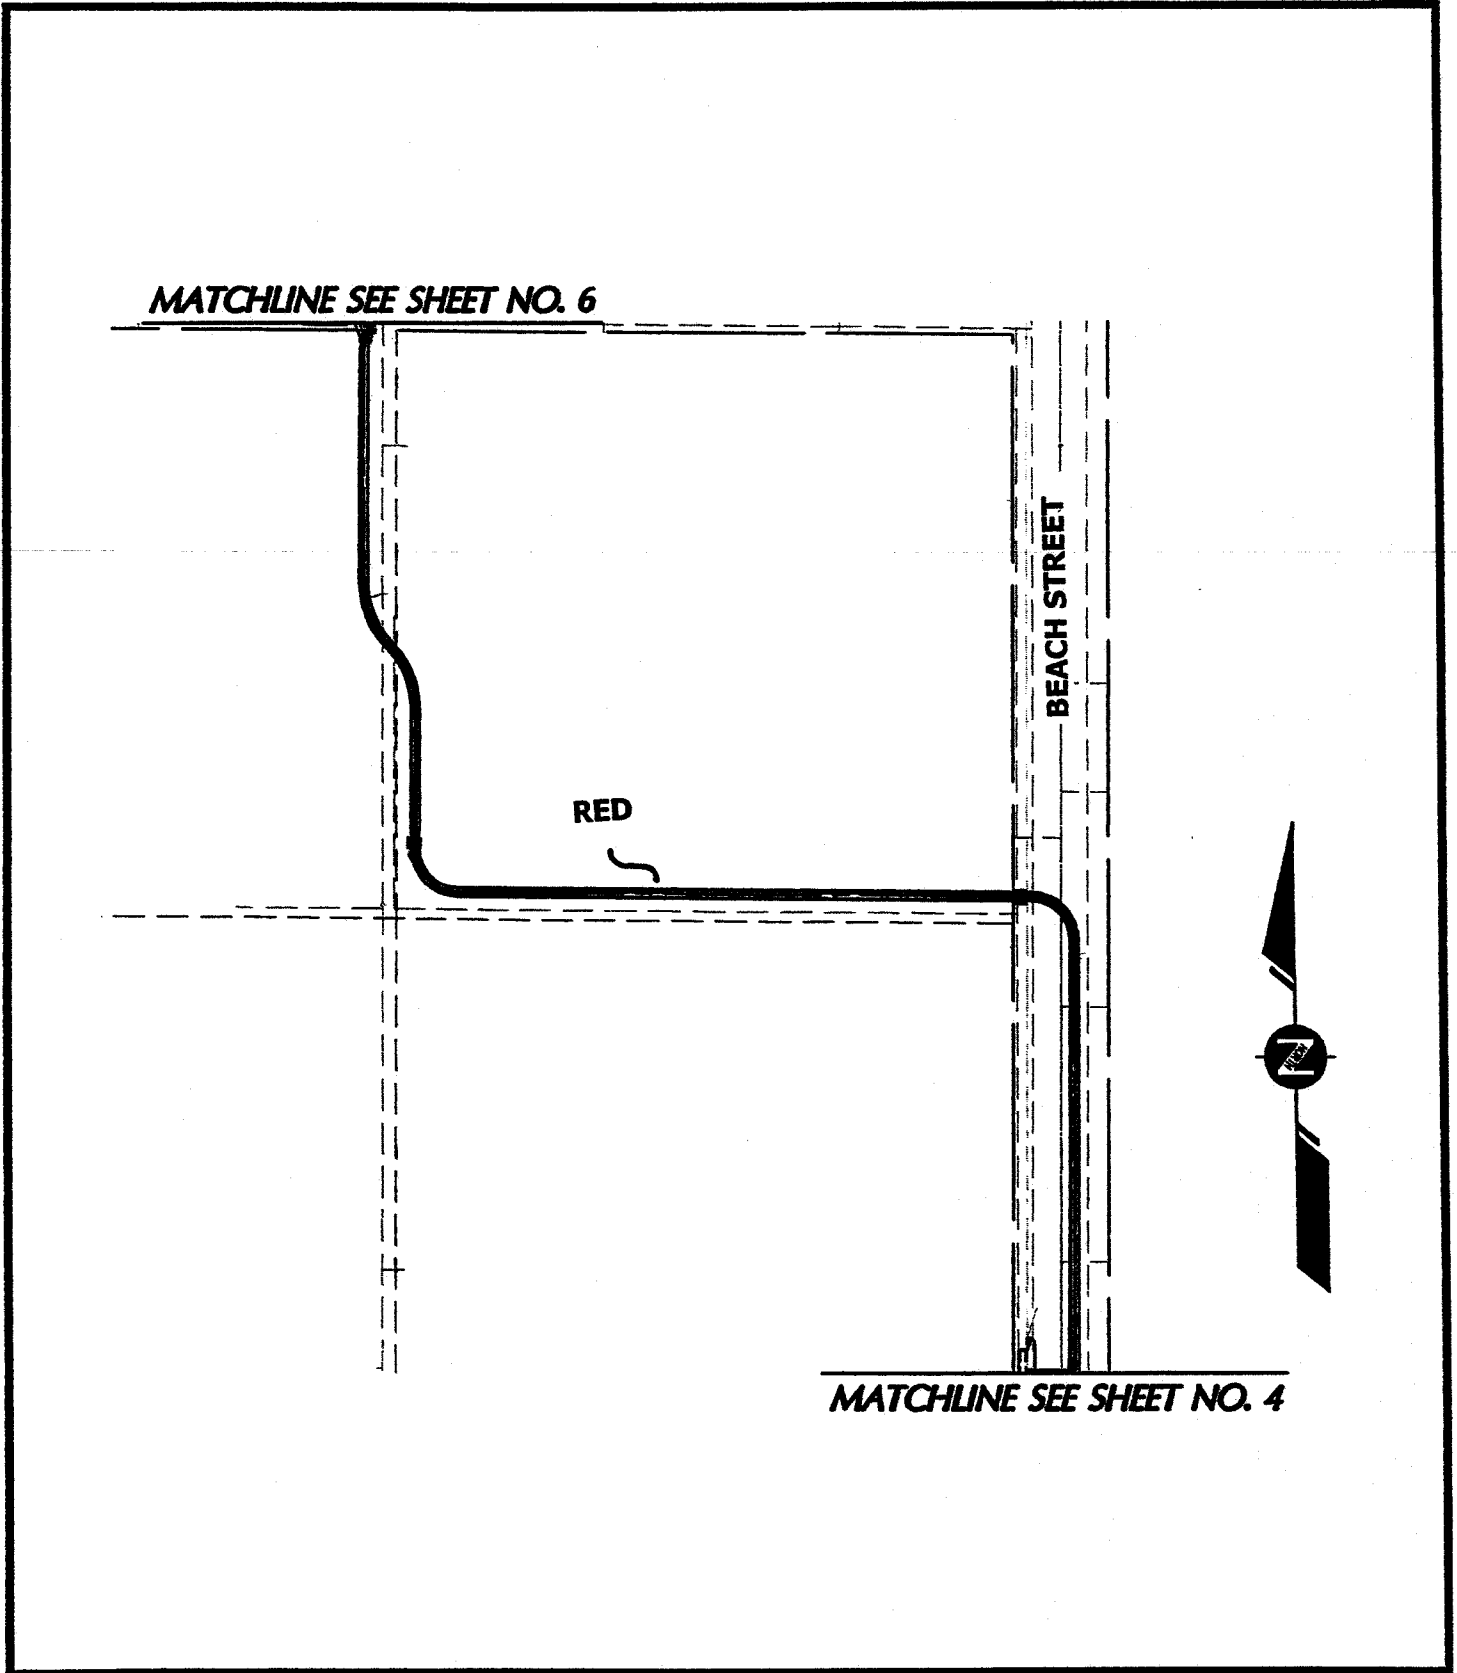 MATCHLINE SEE SHEET NO. 6
BEACH STREET
RED
N
MATCHLINE SEE SHEET NO. 4